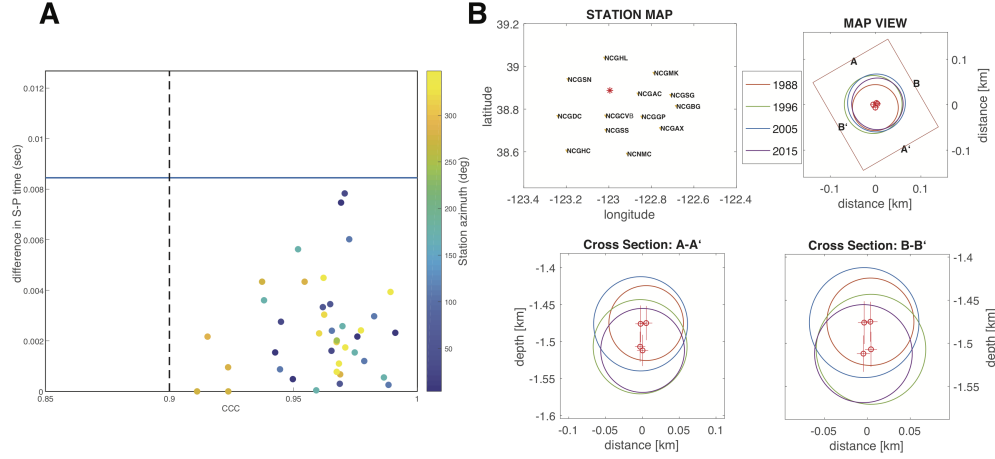 A
difference in S-P time (sec)
0.012
0.01
0.008
0.006
0.004
0.002
0
0.85
0.9
0.95
1
CCC
300
250
200
150
100
50
Station azimuth (deg)
B
STATION MAP
latitude
39.2
39
38.8
38.6
NCGHL
NCGSN
NCGMK
NCGAC
NCGSG
NCGBG
NCGDC
NCGCVB
NCGGP
NCGSS
NCGAX
NCGHC
NCNMC
-123.4
-123.2
-123
-122.8
-122.6
-122.4
longitude
1988
1996
2005
2015
MAP VIEW
A
B
B'
A'
0.1
0
-0.1
distance [km]
-0.1
0
0.1
distance [km]
Cross Section: A-A'
depth [km]
-1.4
-1.45
-1.5
-1.55
-1.6
-0.1
-0.05
0
0.05
0.1
distance [km]
Cross Section: B-B'
-1.4
-1.45
-1.5
-1.55
depth [km]
-0.05
0
0.05
distance [km]